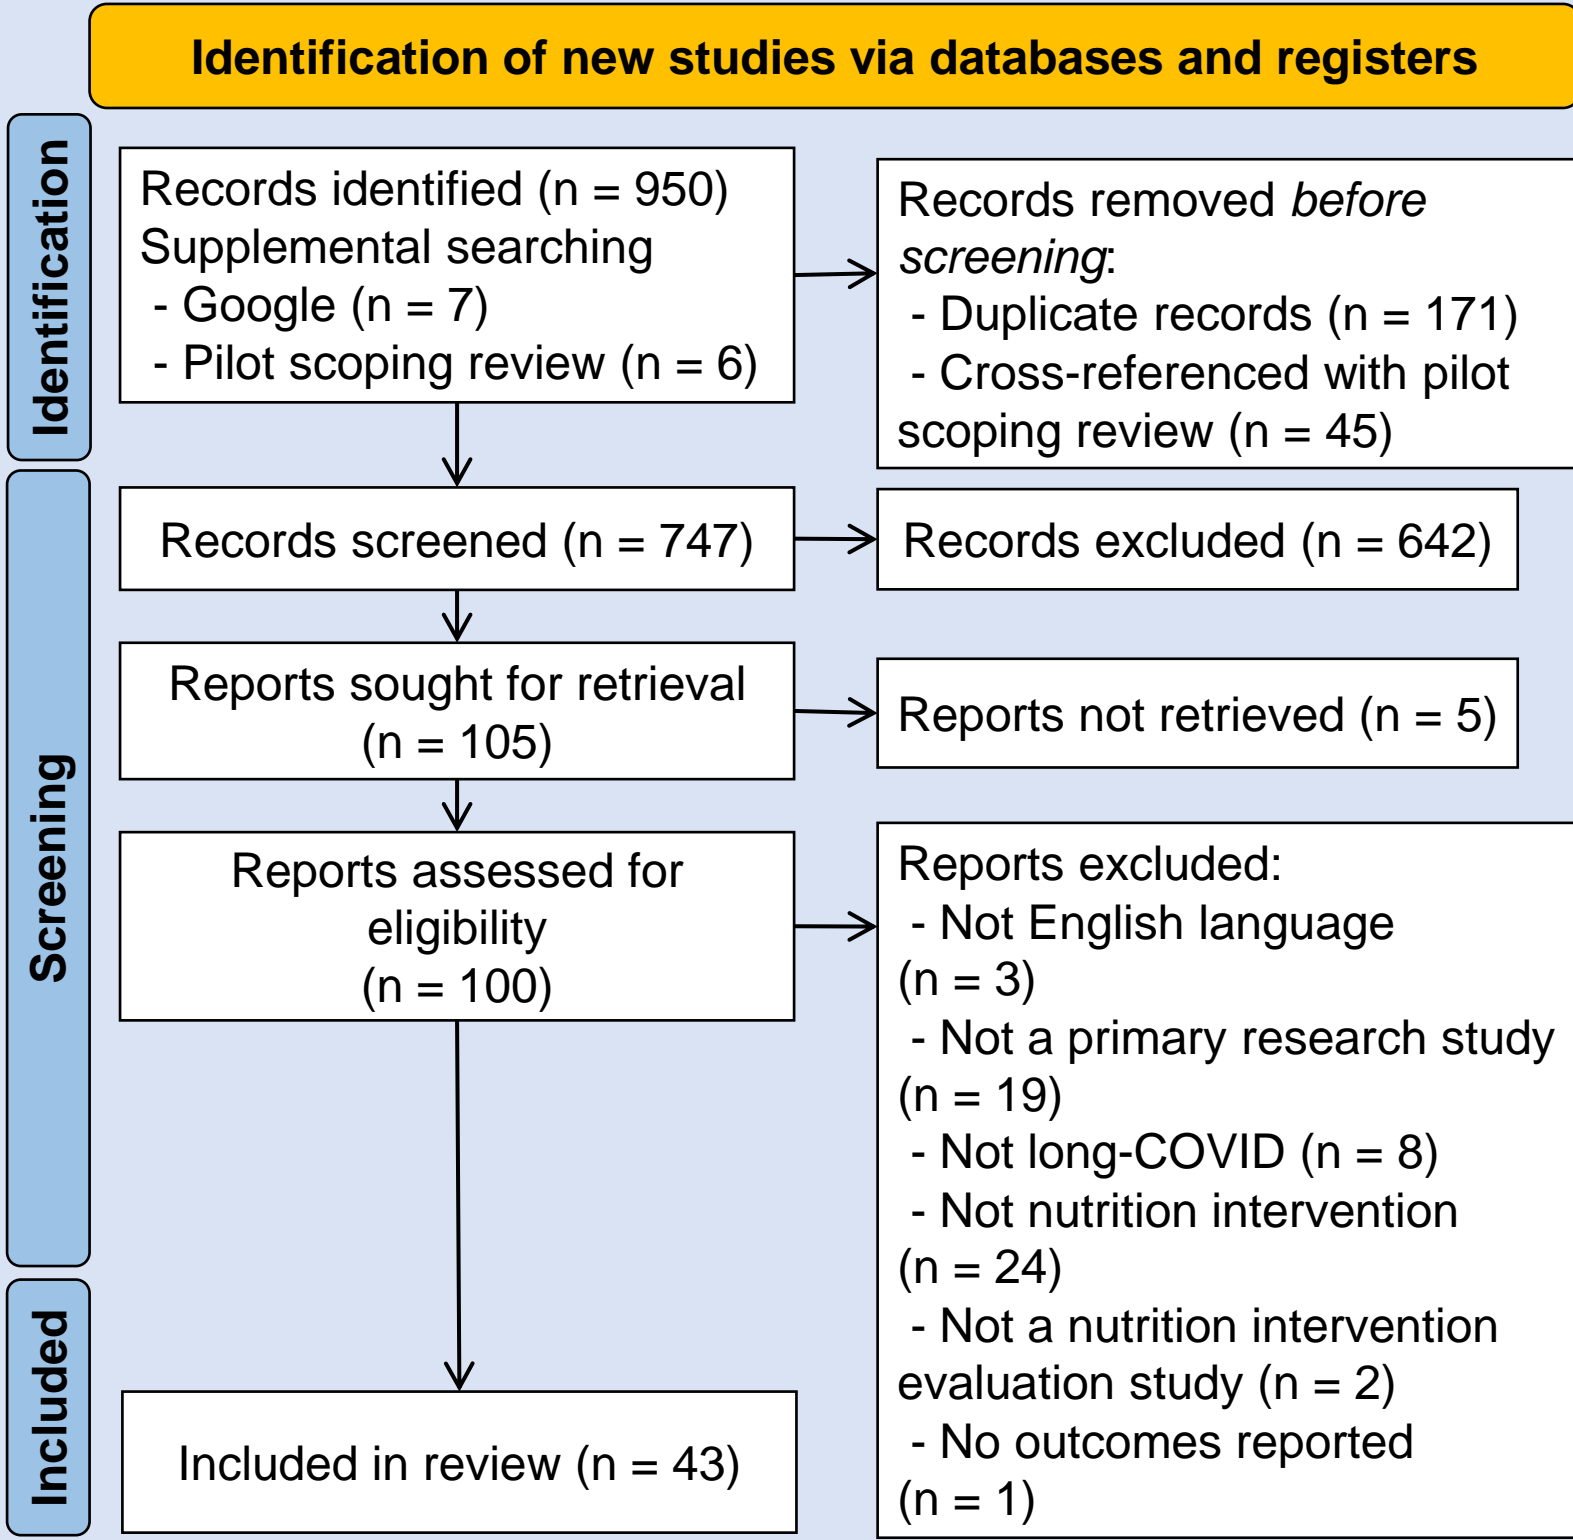 Identification of new studies via databases and registers
Identification
Records identified (n = 950)
Supplemental searching
- Google (n = 7)
- Pilot scoping review (n = 6)
Records removed before
screening:
- Duplicate records (n = 171)
- Cross-referenced with pilot
scoping review (n = 45)
Screening
Records screened (n = 747)
Records excluded (n = 642)
Reports sought for retrieval
(n = 105)
Reports not retrieved (n = 5)
Reports assessed for
eligibility
(n = 100)
Reports excluded:
- Not English language
(n = 3)
- Not a primary research study
(n = 19)
- Not long-COVID (n = 8)
- Not nutrition intervention
(n = 24)
- Not a nutrition intervention
evaluation study (n = 2)
- No outcomes reported
(n = 1)
Included
Included in review (n = 43)